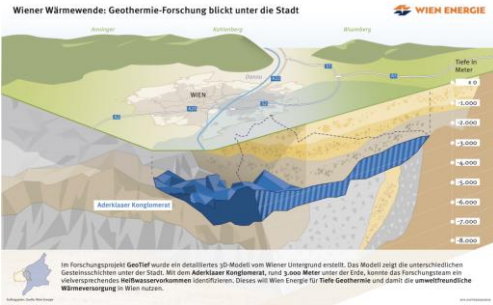 Wiener Wärmewende: Geothermie-Forschung blickt unter die Stadt
WIEN ENERGIE
Kahlenberg
Bisamberg
Donau
WIEN
Tiefe in
Meter
± 0
-1.000
-2.000
-3.000
-4.000
-5.000
-6.000
-7.000
-8.000
Aderklaaer Konglomerat
Im Forschungsprojekt GeoTief wurde ein detailliertes 3D-Modell vom Wiener Untergrund erstellt. Das Modell zeigt die unterschiedlichen
Gesteinsschichten unter der Stadt. Mit dem Aderklaaer Konglomerat, rund 3.000 Meter unter der Erde, konnte das Forschungsteam ein
vielversprechendes Heißwasservorkommen identifizieren. Dieses will Wien Energie für Tiefe Geothermie und damit die umweltfreundliche
Wärmeversorgung in Wien nutzen.